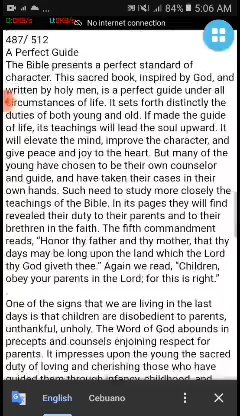 84% 5:06 AM
No internet connection
487/ 512
A Perfect Guide
The Bible presents a perfect standard of
character. This sacred book, inspired by God, and
written by holy men, is a perfect guide under all
circumstances of life. It sets forth distinctly the
duties of both young and old. If made the guide
of life, its teachings will lead the soul upward. It
will elevate the mind, improve the character, and
give peace and joy to the heart. But many of the
young have chosen to be their own counselor
and guide, and have taken their cases in their
own hands. Such need to study more closely the
teachings of the Bible. In its pages they will find
revealed their duty to their parents and to their
brethren in the faith. The fifth commandment
reads, “Honor thy father and thy mother, that thy
days may be long upon the land which the Lord
thy God giveth thee.” Again we read, “Children,
obey your parents in the Lord; for this is right.”
.
One of the signs that we are living in the last
days is that children are disobedient to parents,
unthankful, unholy. The Word of God abounds in
precepts and counsels enjoining respect for
parents. It impresses upon the young the sacred
duty of loving and cherishing those who have
guided them through infancy, childhood, and
English Cebuano